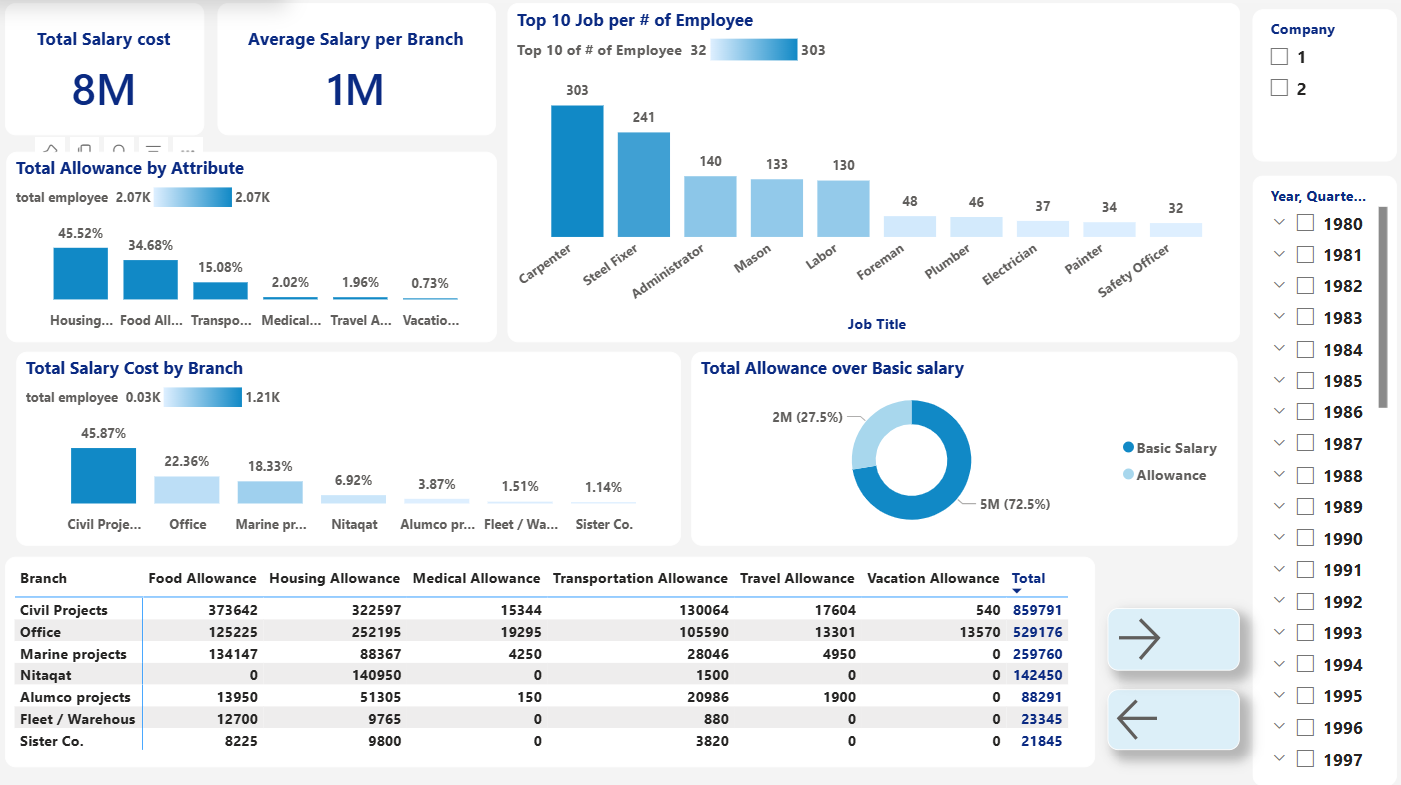 Total Salary cost
8M
Average Salary per Branch
1M
Top 10 Job per # of Employee
Top 10 of # of Employee 32 303
303
241
140
133
130
48
46
37
34
32
Carpenter
Steel Fixer
Administrator
Mason
Labor
Foreman
Plumber
Electrician
Painter
Safety Officer
Job Title
Company
1
2
Total Allowance by Attribute
total employee 2.07K 2.07K
45.52%
34.68%
15.08%
2.02%
1.96%
0.73%
Housing... Food All... Transpo... Medical... Travel A... Vacatio...
Total Salary Cost by Branch
total employee 0.03K 1.21K
45.87%
22.36%
18.33%
6.92%
3.87%
1.51%
1.14%
Civil Proje... Office Marine pr... Nitaqat Alumco pr... Fleet / Wa... Sister Co.
Total Allowance over Basic salary
2M (27.5%)
5M (72.5%)
Basic Salary
Allowance
Year, Quarte...
1980
1981
1982
1983
1984
1985
1986
1987
1988
1989
1990
1991
1992
1993
1994
1995
1996
1997
Branch Food Allowance Housing Allowance Medical Allowance Transportation Allowance Travel Allowance Vacation Allowance Total
Civil Projects 373642 322597 15344 130064 17604 540 859791
Office 125225 252195 19295 105590 13301 13570 529176
Marine projects 134147 88367 4250 28046 4950 0 259760
Nitaqat 0 140950 0 1500 0 0 142450
Alumco projects 13950 51305 150 20986 1900 0 88291
Fleet / Warehous 12700 9765 0 880 0 0 23345
Sister Co. 8225 9800 0 3820 0 0 21845